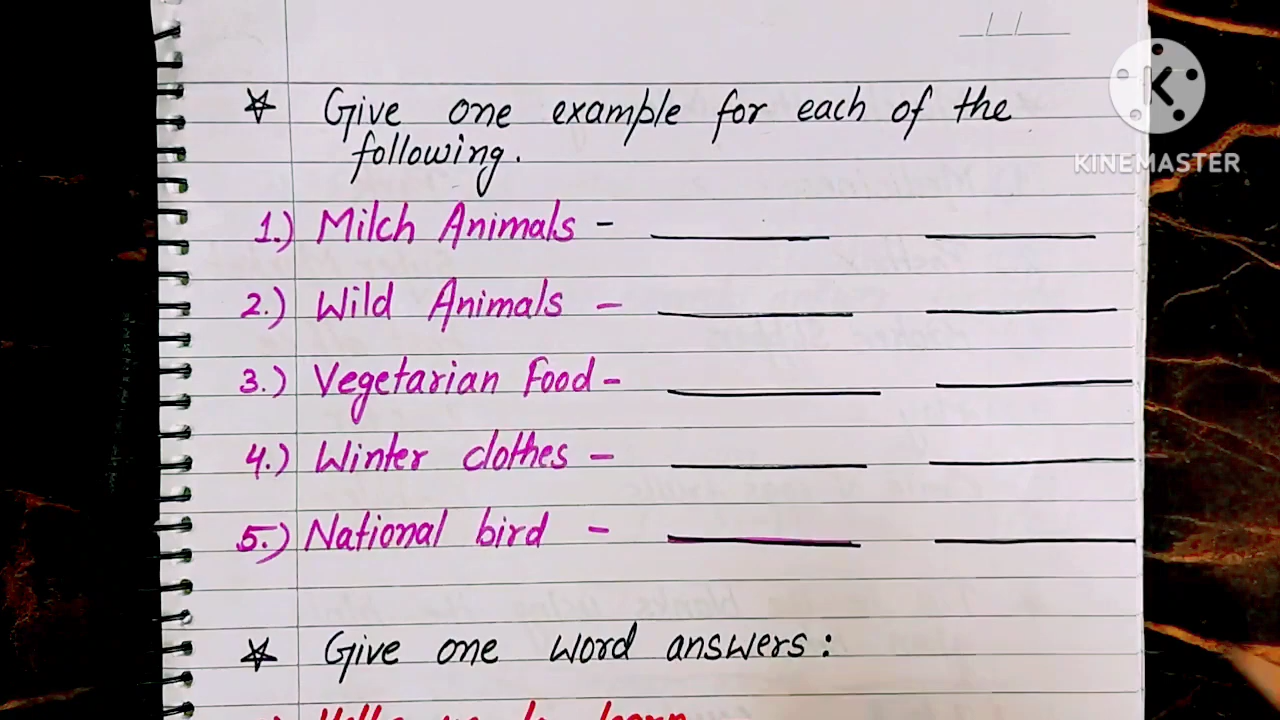 Give one example for each of the
following.
KINEMASTER
1.) Milch Animals -
2.) Wild Animals -
3.) Vegetarian Food -
4.) Winter clothes -
5.) National bird -
Give one word answers: